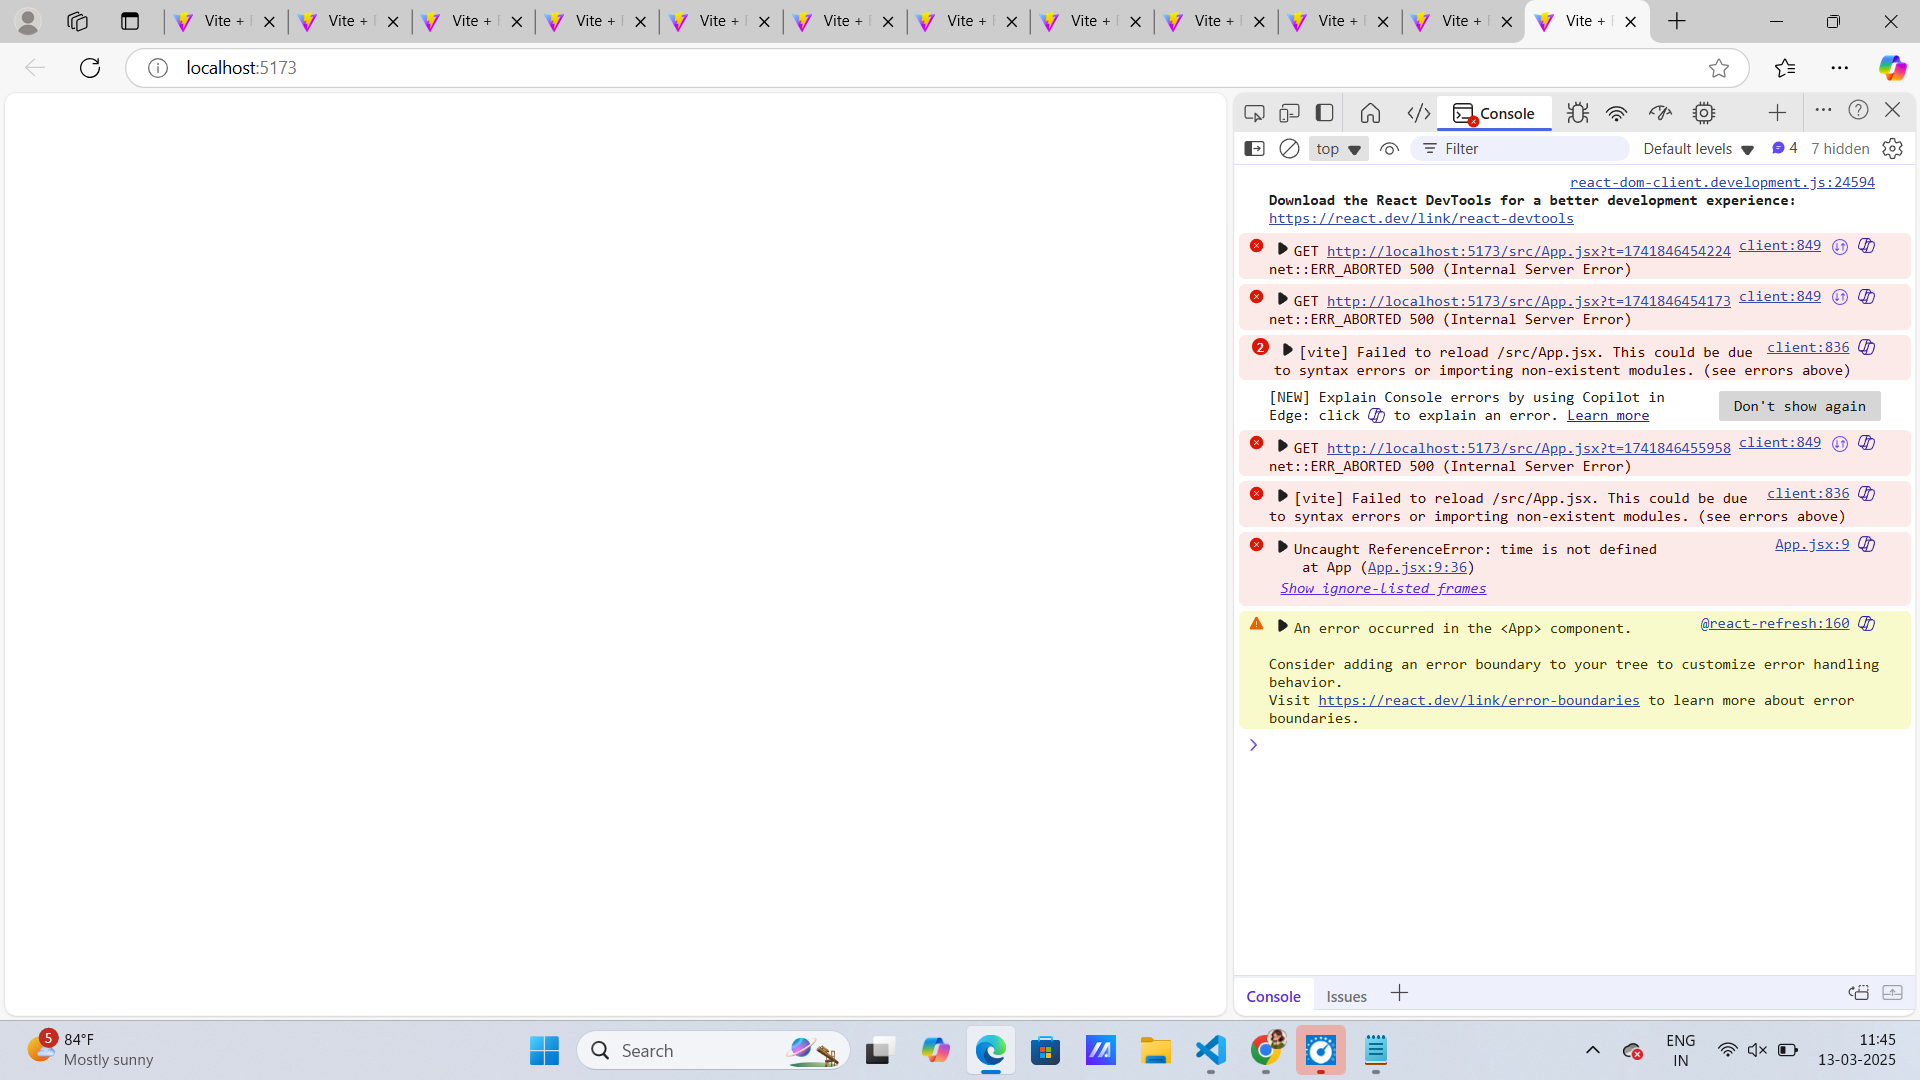 Vite + Vite + Vite + Vite + Vite + Vite + Vite + Vite + Vite + Vite + Vite + Vite +
localhost:5173
Console
top Filter Default levels 4 7 hidden
react-dom-client.development.js:24594
Download the React DevTools for a better development experience:
https://react.dev/link/react-devtools
GET http://localhost:5173/src/App.jsx?t=1741846454224 client:849
net::ERR_ABORTED 500 (Internal Server Error)
GET http://localhost:5173/src/App.jsx?t=1741846454173 client:849
net::ERR_ABORTED 500 (Internal Server Error)
2 [vite] Failed to reload /src/App.jsx. This could be due client:836
to syntax errors or importing non-existent modules. (see errors above)
[NEW] Explain Console errors by using Copilot in
Edge: click to explain an error. Learn more
Don't show again
GET http://localhost:5173/src/App.jsx?t=1741846455958 client:849
net::ERR_ABORTED 500 (Internal Server Error)
[vite] Failed to reload /src/App.jsx. This could be due client:836
to syntax errors or importing non-existent modules. (see errors above)
Uncaught ReferenceError: time is not defined App.jsx:9
at App (App.jsx:9:36)
Show ignore-listed frames
An error occurred in the <App> component. @react-refresh:160
Consider adding an error boundary to your tree to customize error handling
behavior.
Visit https://react.dev/link/error-boundaries to learn more about error
boundaries.
Console Issues
5 84°F
Mostly sunny
Search
ENG
IN
11:45
13-03-2025